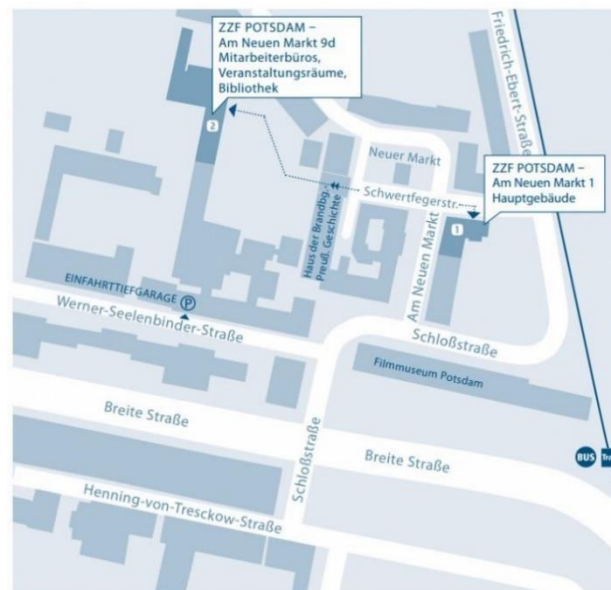 ZZF POTSDAM –
Am Neuen Markt 9d
Mitarbeiterbüros,
Veranstaltungsräume,
Bibliothek
2
Friedrich-Ebert-Straße
Neuer Markt
ZZF POTSDAM –
Am Neuen Markt 1
Hauptgebäude
Schwertfegerstr.
1
Haus der Brandbg.-
Preuß. Geschichte
Am Neuen Markt
EINFAHRTTIEFGARAGE P
Werner-Seelenbinder-Straße
Schloßstraße
Filmmuseum Potsdam
Breite Straße
Breite Straße
BUS
Schloßstraße
Henning-von-Tresckow-Straße